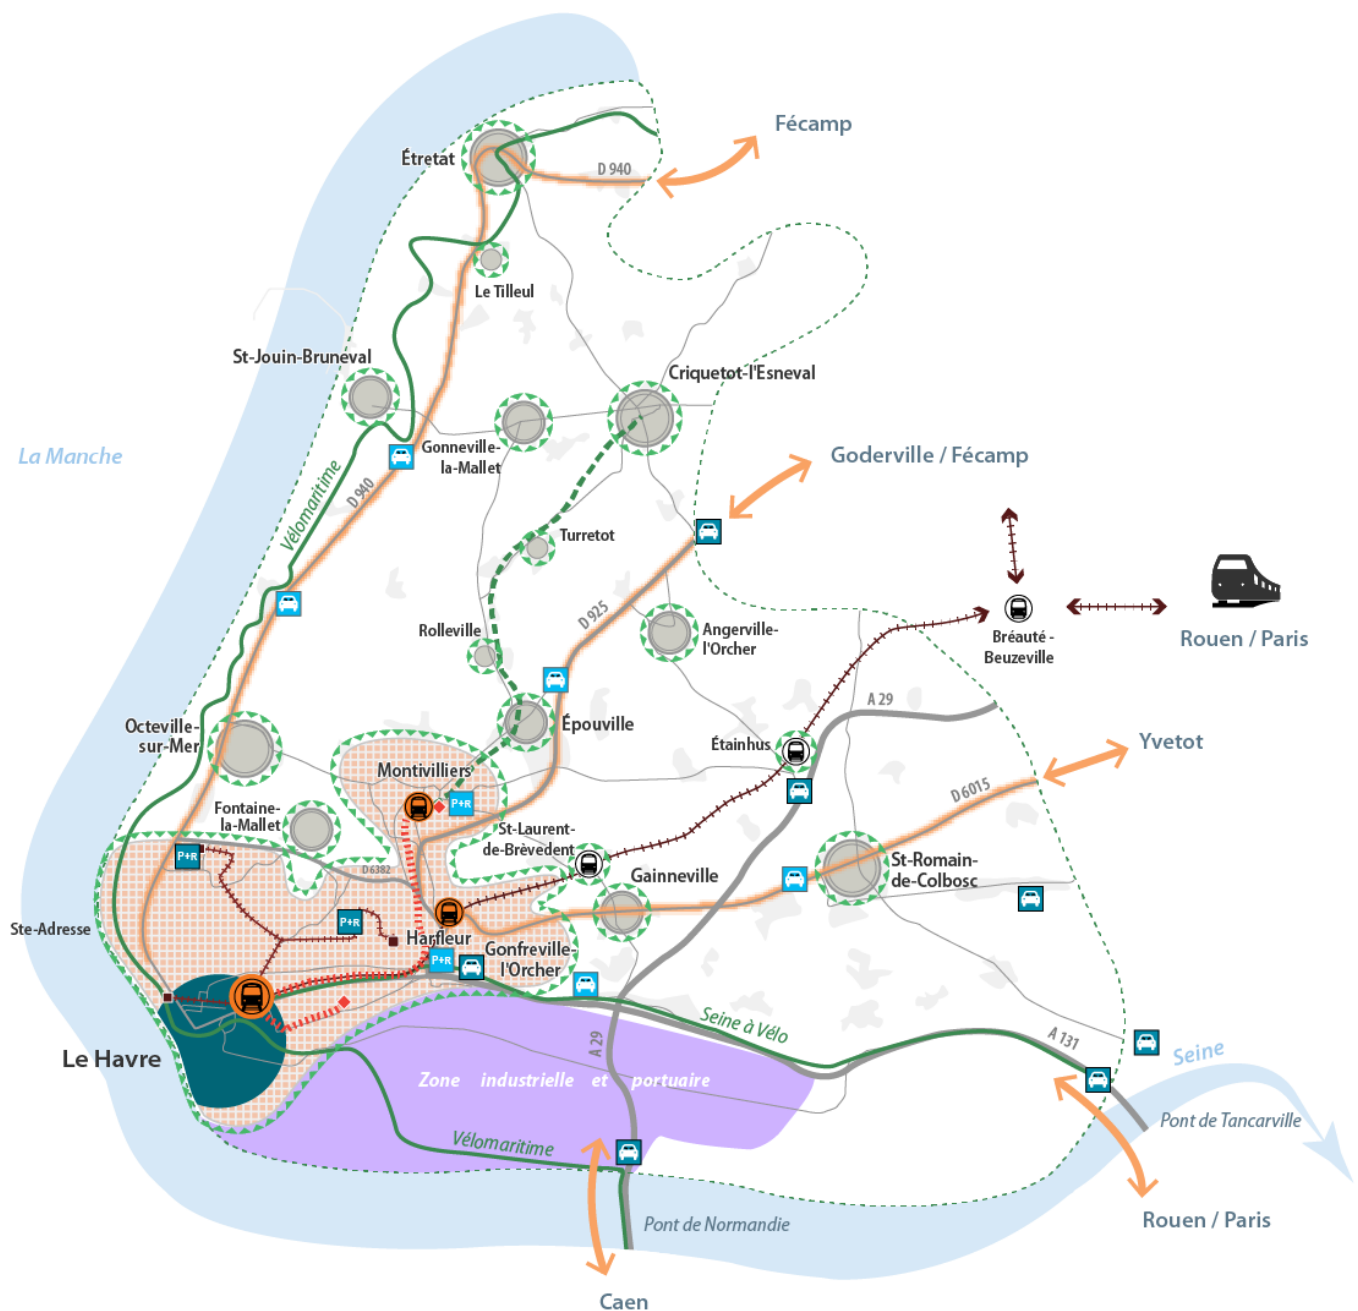 Fécamp
Étretat
D 940
Le Tilleul
St-Jouin-Bruneval
Criquetot-l'Esneval
La Manche
Gonneville-
la-Mallet
Goderville / Fécamp
Vélomaritime
D 940
Turretot
D 925
Rolleville
Angerville-
l'Orcher
Bréauté -
Beuzeville
Rouen / Paris
A 29
Octeville-
sur-Mer
Épouville
Étainhus
Yvetot
Montivilliers
P+R
D 6015
Fontaine-
la-Mallet
St-Laurent-
de-Brèvedent
P+R
D 6382
Gainneville
St-Romain-
de-Colbosc
P+R
Ste-Adresse
Harfleur
P+R
Gonfreville-
l'Orcher
Seine à Vélo
A 29
A 131
Seine
Le Havre
Zone industrielle et portuaire
Pont de Tancarville
Vélomaritime
Pont de Normandie
Rouen / Paris
Caen